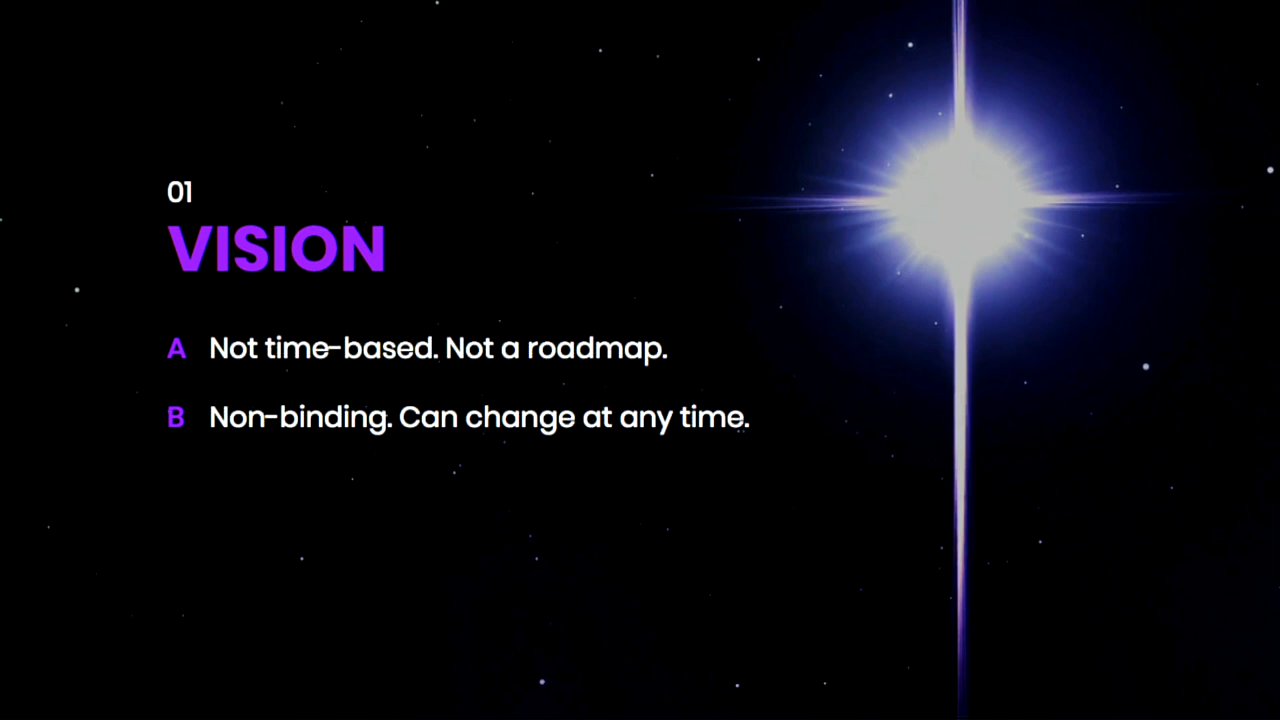 01
VISION
A Not time-based. Not a roadmap.
B Non-binding. Can change at any time.